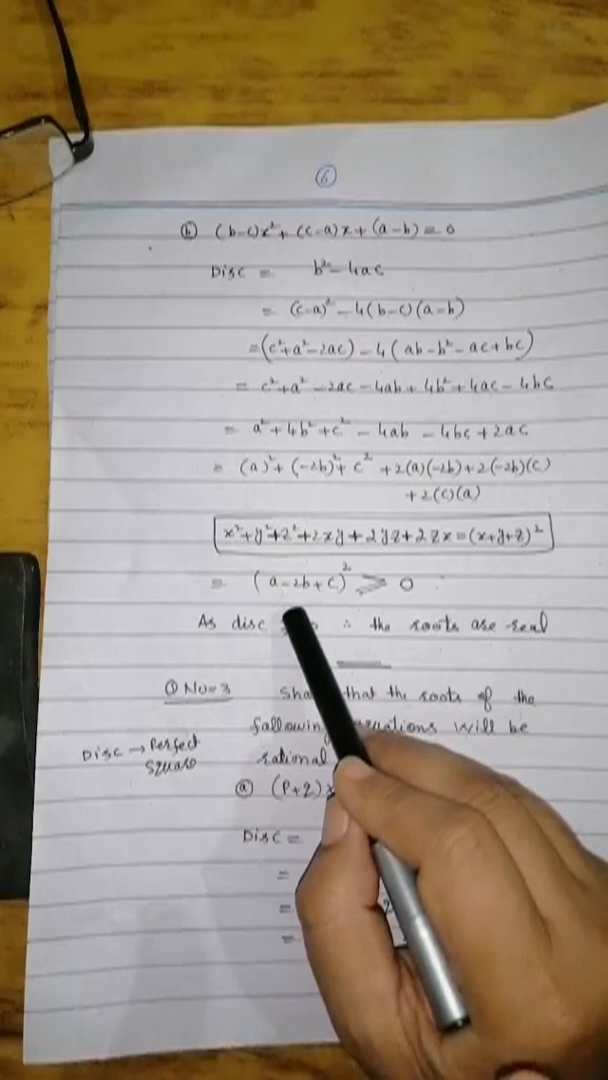 6
(b) (b-c)x²+(c-a)x+(a-b)=0
Disc = b²-4ac
= (c-a)²-4(b-c)(a-b)
=(c²+a²-2ac)-4(ab-b²-ac+bc)
= c²+a²-2ac-4ab+4b²+4ac-4bc
= a²+4b²+c²-4ab-4bc+2ac
= (a)²+(-2b)²+c²+2(a)(-2b)+2(-2b)(c)
+2(c)(a)
x²+y²+z²+2xy+2yz+2zx=(x+y+z)²
= (a-2b+c)² ≥ 0
As disc ∴ the roots are real
Q No=3 that the roots of the
following equations will be
rational
Disc → Perfect
Square
(a) (P+2)
Disc=
=
=
=